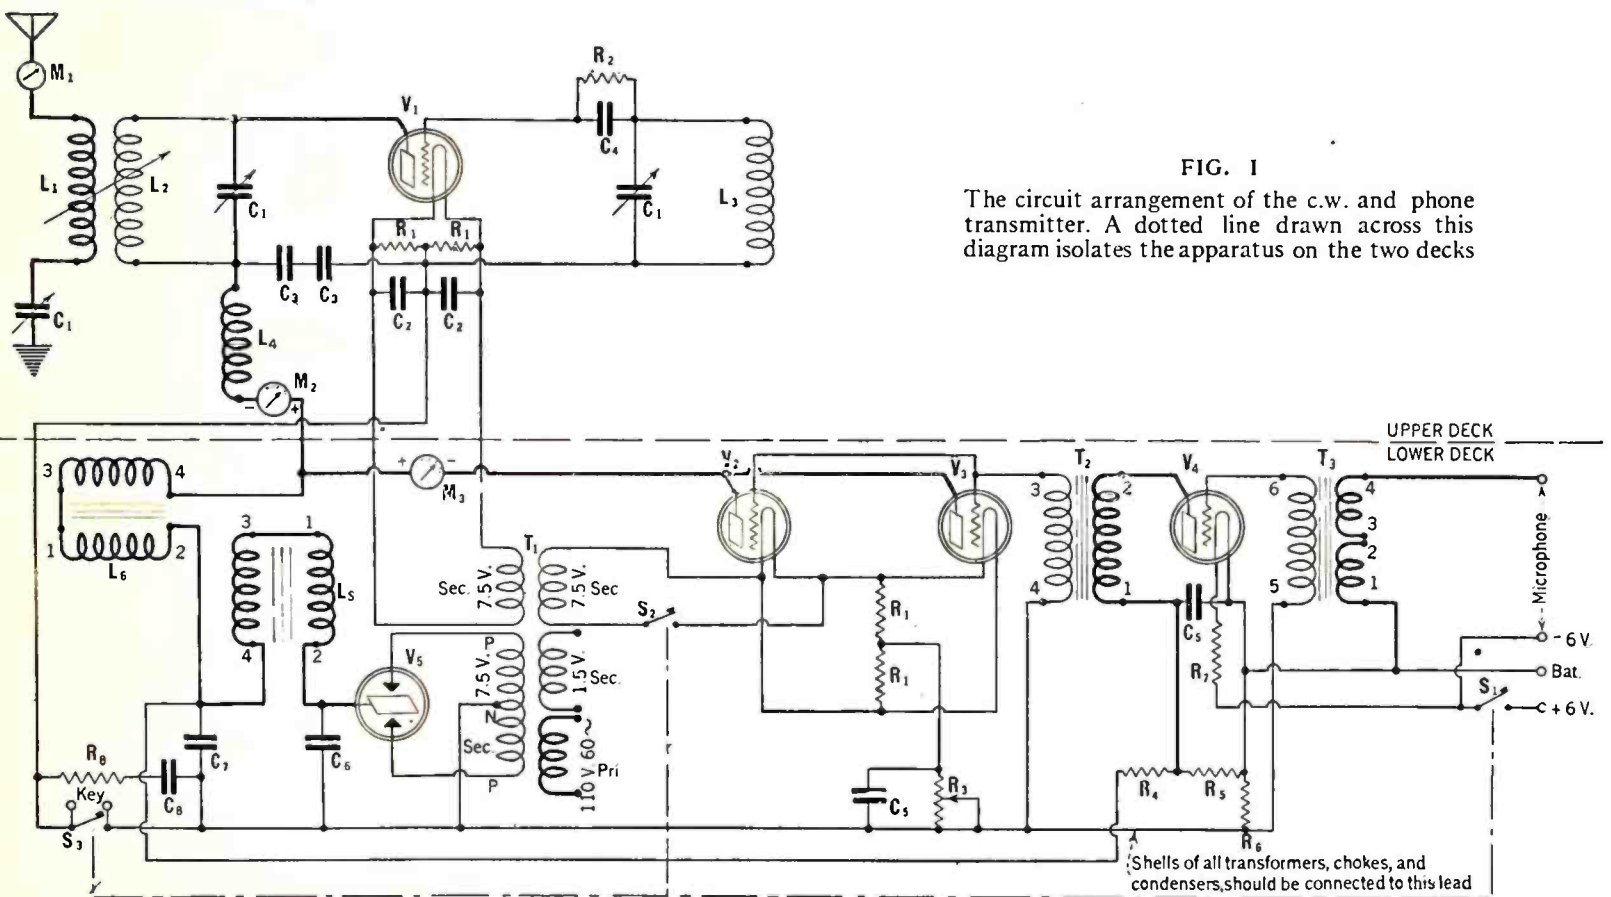 FIG. I
The circuit arrangement of the c.w. and phone
transmitter. A dotted line drawn across this
diagram isolates the apparatus on the two decks
M₁
L₁
L₂
C₁
C₁
V₁
R₂
C₄
C₁
L₃
R₁
R₁
C₃
C₃
C₂
C₂
L₄
M₂
-
+
UPPER DECK
LOWER DECK
3
4
1
2
L₆
+
-
M₃
V₂
V₃
T₂
3
4
2
1
V₄
T₃
6
5
4
3
2
1
Microphone
- 6 V.
Bat.
S₁
+ 6 V.
3
1
4
2
L₅
T₁
Sec.
7.5 V.
7.5 V.
Sec
S₂
R₁
R₁
C₅
R₇
V₅
P
7.5 V.
N
Sec.
P
1.5 V.
Sec.
110 V 60~
Pri
C₇
C₆
R₈
C₈
Key
S₃
C₅
R₃
R₄
R₅
R₆
Shells of all transformers, chokes, and
condensers, should be connected to this lead